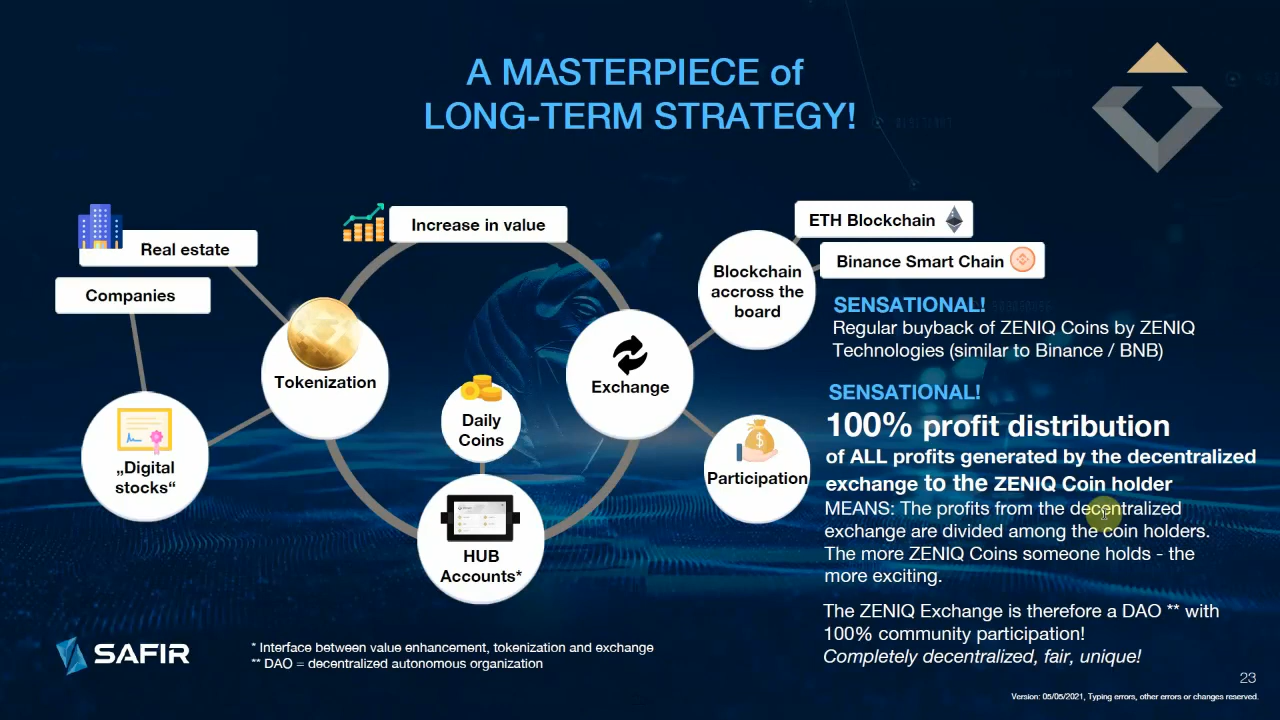 A MASTERPIECE of
LONG-TERM STRATEGY!
Real estate
Companies
Increase in value
ETH Blockchain
Binance Smart Chain
Blockchain
accross the
board
Tokenization
Exchange
Daily
Coins
„Digital
stocks“
HUB
Accounts*
Participation
SENSATIONAL!
Regular buyback of ZENIQ Coins by ZENIQ
Technologies (similar to Binance / BNB)
SENSATIONAL!
100% profit distribution
of ALL profits generated by the decentralized
exchange to the ZENIQ Coin holder
MEANS: The profits from the decentralized
exchange are divided among the coin holders.
The more ZENIQ Coins someone holds - the
more exciting.
The ZENIQ Exchange is therefore a DAO ** with
100% community participation!
Completely decentralized, fair, unique!
SAFIR
* Interface between value enhancement, tokenization and exchange
** DAO = decentralized autonomous organization
23
Version: 05/05/2021, Typing errors, other errors or changes reserved.